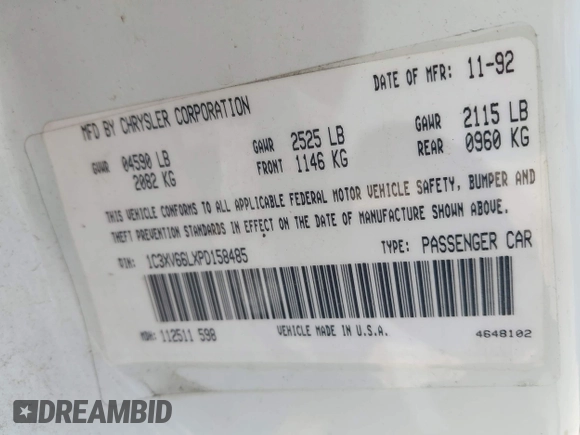 MFD BY CHRYSLER CORPORATION DATE OF MFR: 11-92
GVWR 04590 LB GAWR 2525 LB GAWR 2115 LB
2082 KG FRONT 1146 KG REAR 0960 KG
THIS VEHICLE CONFORMS TO ALL APPLICABLE FEDERAL MOTOR VEHICLE SAFETY, BUMPER AND
THEFT PREVENTION STANDARDS IN EFFECT ON THE DATE OF MANUFACTURE SHOWN ABOVE.
VIN: 1C3XV66LXPD158485 TYPE: PASSENGER CAR
MDH: 112511 598 VEHICLE MADE IN U.S.A. 4648102
DREAMBID